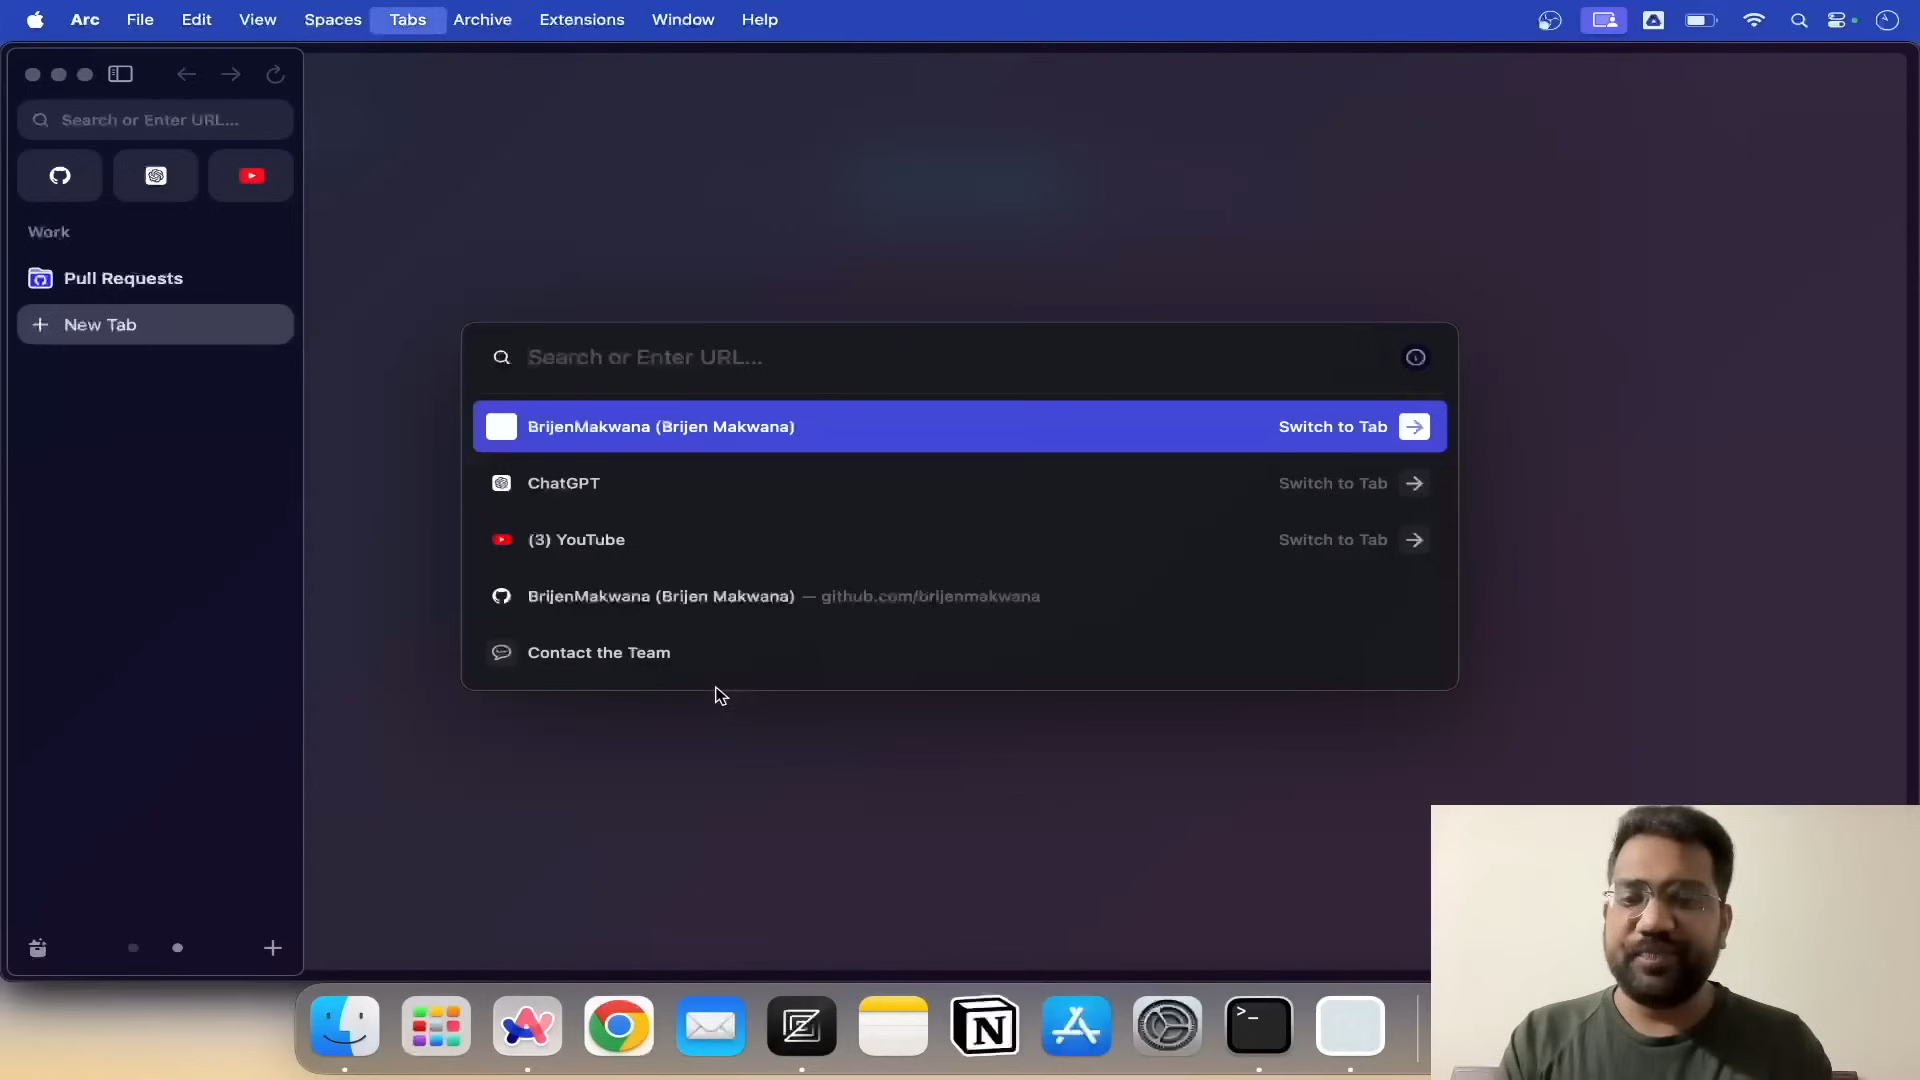 Arc File Edit View Spaces Tabs Archive Extensions Window Help
Search or Enter URL...
Work
Pull Requests
New Tab
Search or Enter URL...
BrijenMakwana (Brijen Makwana) Switch to Tab
ChatGPT Switch to Tab
(3) YouTube Switch to Tab
BrijenMakwana (Brijen Makwana) — github.com/brijenmakwana
Contact the Team